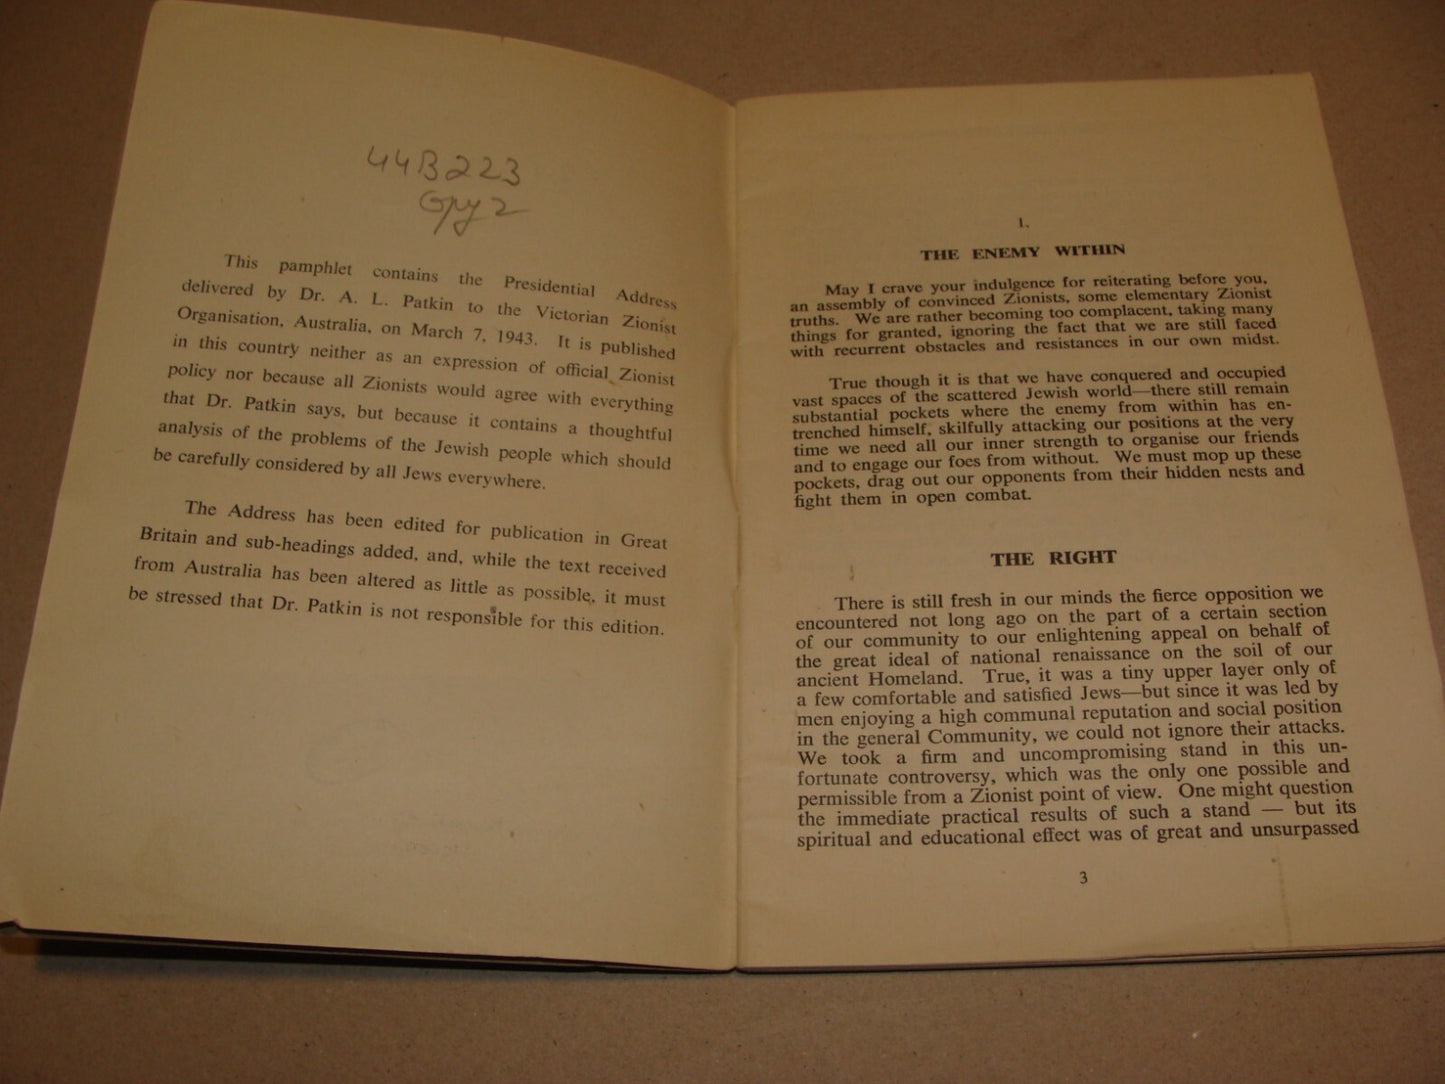 44B223
Copy 2
This pamphlet contains the Presidential Address
delivered by Dr. A. L. Patkin to the Victorian Zionist
Organisation, Australia, on March 7, 1943. It is published
in this country neither as an expression of official Zionist
policy nor because all Zionists would agree with everything
that Dr. Patkin says, but because it contains a thoughtful
analysis of the problems of the Jewish people which should
be carefully considered by all Jews everywhere.
The Address has been edited for publication in Great
Britain and sub-headings added, and, while the text received
from Australia has been altered as little as possible, it must
be stressed that Dr. Patkin is not responsible for this edition.
I.
THE ENEMY WITHIN
May I crave your indulgence for reiterating before you,
an assembly of convinced Zionists, some elementary Zionist
truths. We are rather becoming too complacent, taking many
things for granted, ignoring the fact that we are still faced
with recurrent obstacles and resistances in our own midst.
True though it is that we have conquered and occupied
vast spaces of the scattered Jewish world—there still remain
substantial pockets where the enemy from within has en-
trenched himself, skilfully attacking our positions at the very
time we need all our inner strength to organise our friends
and to engage our foes from without. We must mop up these
pockets, drag out our opponents from their hidden nests and
fight them in open combat.
THE RIGHT
There is still fresh in our minds the fierce opposition we
encountered not long ago on the part of a certain section
of our community to our enlightening appeal on behalf of
the great ideal of national renaissance on the soil of our
ancient Homeland. True, it was a tiny upper layer only of
a few comfortable and satisfied Jews—but since it was led by
men enjoying a high communal reputation and social position
in the general Community, we could not ignore their attacks.
We took a firm and uncompromising stand in this un-
fortunate controversy, which was the only one possible and
permissible from a Zionist point of view. One might question
the immediate practical results of such a stand — but its
spiritual and educational effect was of great and unsurpassed
3